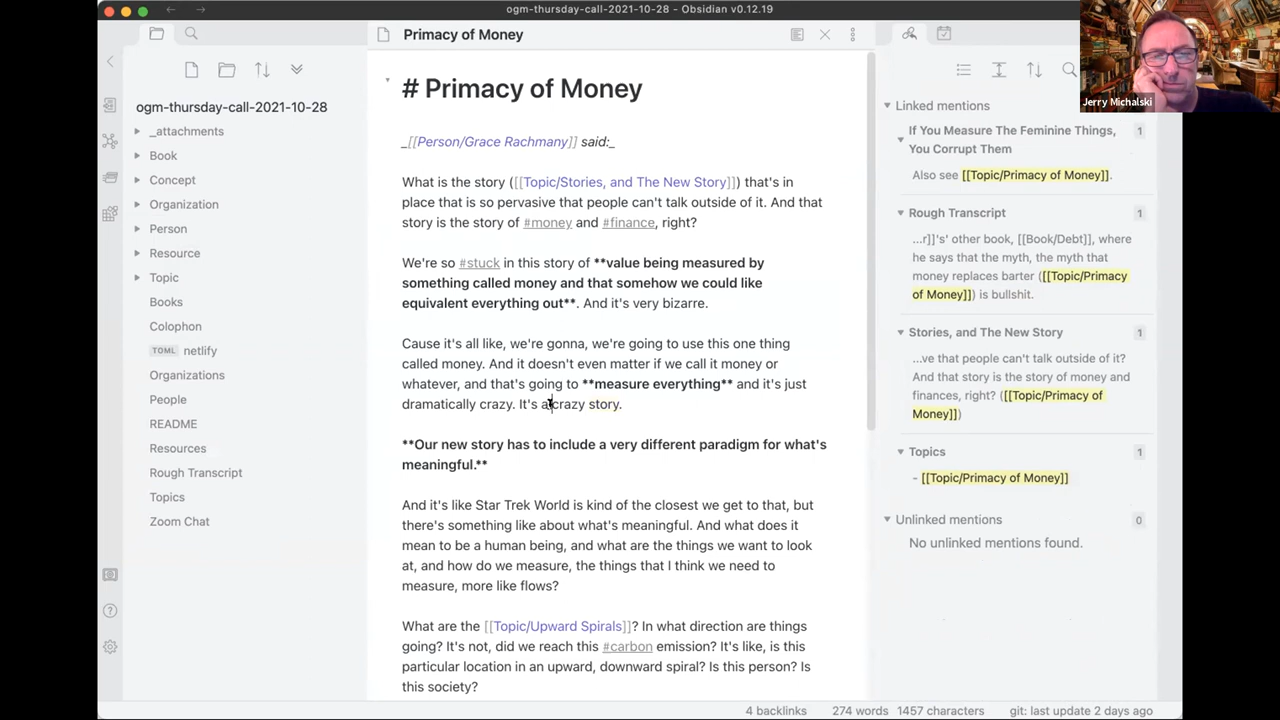 ogm-thursday-call-2021-10-28 - Obsidian v0.12.19
Primacy of Money
ogm-thursday-call-2021-10-28
_attachments
Book
Concept
Organization
Person
Resource
Topic
Books
Colophon
TOML netlify
Organizations
People
README
Resources
Rough Transcript
Topics
Zoom Chat
# Primacy of Money
_[[Person/Grace Rachmany]] said:_
What is the story ([[Topic/Stories, and The New Story]]) that's in
place that is so pervasive that people can't talk outside of it. And that
story is the story of #money and #finance, right?
We're so #stuck in this story of **value being measured by
something called money and that somehow we could like
equivalent everything out**. And it's very bizarre.
Cause it's all like, we're gonna, we're going to use this one thing
called money. And it doesn't even matter if we call it money or
whatever, and that's going to **measure everything** and it's just
dramatically crazy. It's a crazy story.
**Our new story has to include a very different paradigm for what's
meaningful.**
And it's like Star Trek World is kind of the closest we get to that, but
there's something like about what's meaningful. And what does it
mean to be a human being, and what are the things we want to look
at, and how do we measure, the things that I think we need to
measure, more like flows?
What are the [[Topic/Upward Spirals]]? In what direction are things
going? It's not, did we reach this #carbon emission? It's like, is this
particular location in an upward, downward spiral? Is this person? Is
this society?
Linked mentions
If You Measure The Feminine Things, 1
You Corrupt Them
Also see [[Topic/Primacy of Money]].
Rough Transcript 1
...r]]'s' other book, [[Book/Debt]], where
he says that the myth, the myth that
money replaces barter ([[Topic/Primacy
of Money]]) is bullshit.
Stories, and The New Story 1
...ve that people can't talk outside of it?
And that story is the story of money and
finances, right? ([[Topic/Primacy of
Money]])
Topics 1
- [[Topic/Primacy of Money]]
Unlinked mentions 0
No unlinked mentions found.
Jerry Michalski
4 backlinks 274 words 1457 characters git: last update 2 days ago